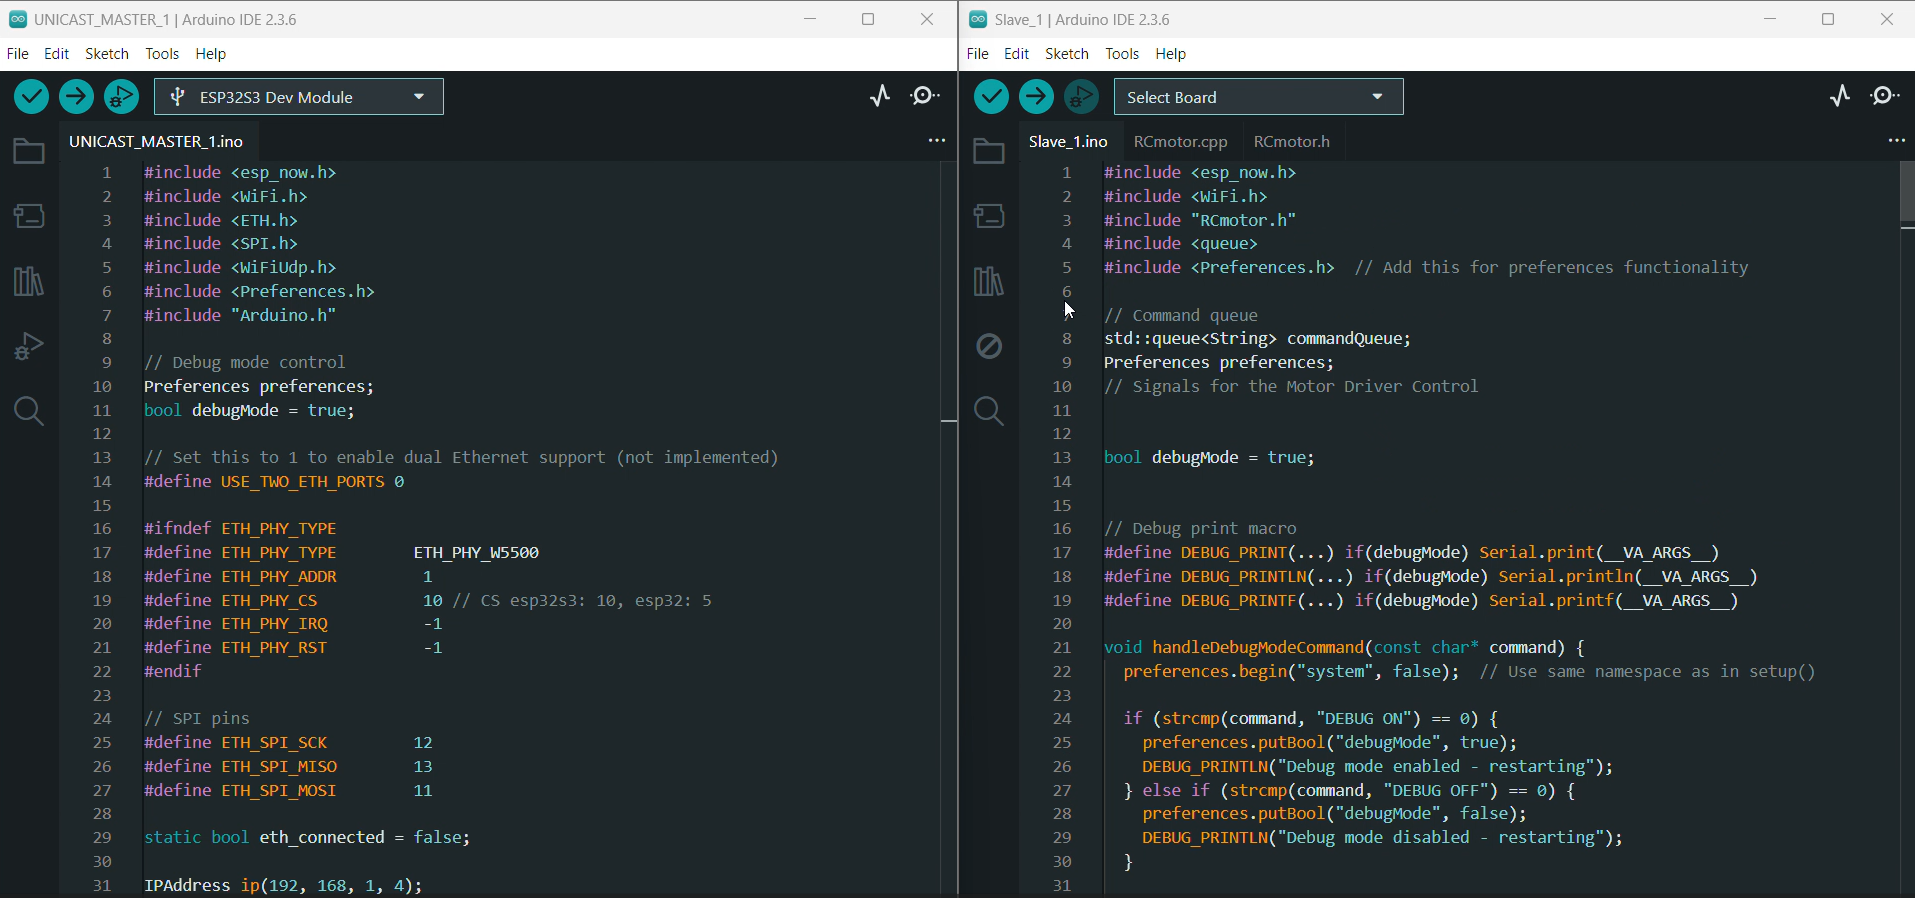 UNICAST_MASTER_1 | Arduino IDE 2.3.6
File Edit Sketch Tools Help
ESP32S3 Dev Module
UNICAST_MASTER_1.ino
1 #include <esp_now.h>
2 #include <WiFi.h>
3 #include <ETH.h>
4 #include <SPI.h>
5 #include <WiFiUdp.h>
6 #include <Preferences.h>
7 #include "Arduino.h"
8
9 // Debug mode control
10 Preferences preferences;
11 bool debugMode = true;
12
13 // Set this to 1 to enable dual Ethernet support (not implemented)
14 #define USE_TWO_ETH_PORTS 0
15
16 #ifndef ETH_PHY_TYPE
17 #define ETH_PHY_TYPE        ETH_PHY_W5500
18 #define ETH_PHY_ADDR         1
19 #define ETH_PHY_CS           10 // CS esp32s3: 10, esp32: 5
20 #define ETH_PHY_IRQ          -1
21 #define ETH_PHY_RST          -1
22 #endif
23
24 // SPI pins
25 #define ETH_SPI_SCK         12
26 #define ETH_SPI_MISO        13
27 #define ETH_SPI_MOSI        11
28
29 static bool eth_connected = false;
30
31 IPAddress ip(192, 168, 1, 4);
Slave_1 | Arduino IDE 2.3.6
File Edit Sketch Tools Help
Select Board
Slave_1.ino RCmotor.cpp RCmotor.h
1 #include <esp_now.h>
2 #include <WiFi.h>
3 #include "RCmotor.h"
4 #include <queue>
5 #include <Preferences.h>  // Add this for preferences functionality
6
// Command queue
8 std::queue<String> commandQueue;
9 Preferences preferences;
10 // Signals for the Motor Driver Control
11
12
13 bool debugMode = true;
14
15
16 // Debug print macro
17 #define DEBUG_PRINT(...) if(debugMode) Serial.print(__VA_ARGS__)
18 #define DEBUG_PRINTLN(...) if(debugMode) Serial.println(__VA_ARGS__)
19 #define DEBUG_PRINTF(...) if(debugMode) Serial.printf(__VA_ARGS__)
20
21 void handleDebugModeCommand(const char* command) {
22   preferences.begin("system", false);  // Use same namespace as in setup()
23
24   if (strcmp(command, "DEBUG ON") == 0) {
25     preferences.putBool("debugMode", true);
26     DEBUG_PRINTLN("Debug mode enabled - restarting");
27   } else if (strcmp(command, "DEBUG OFF") == 0) {
28     preferences.putBool("debugMode", false);
29     DEBUG_PRINTLN("Debug mode disabled - restarting");
30   }
31